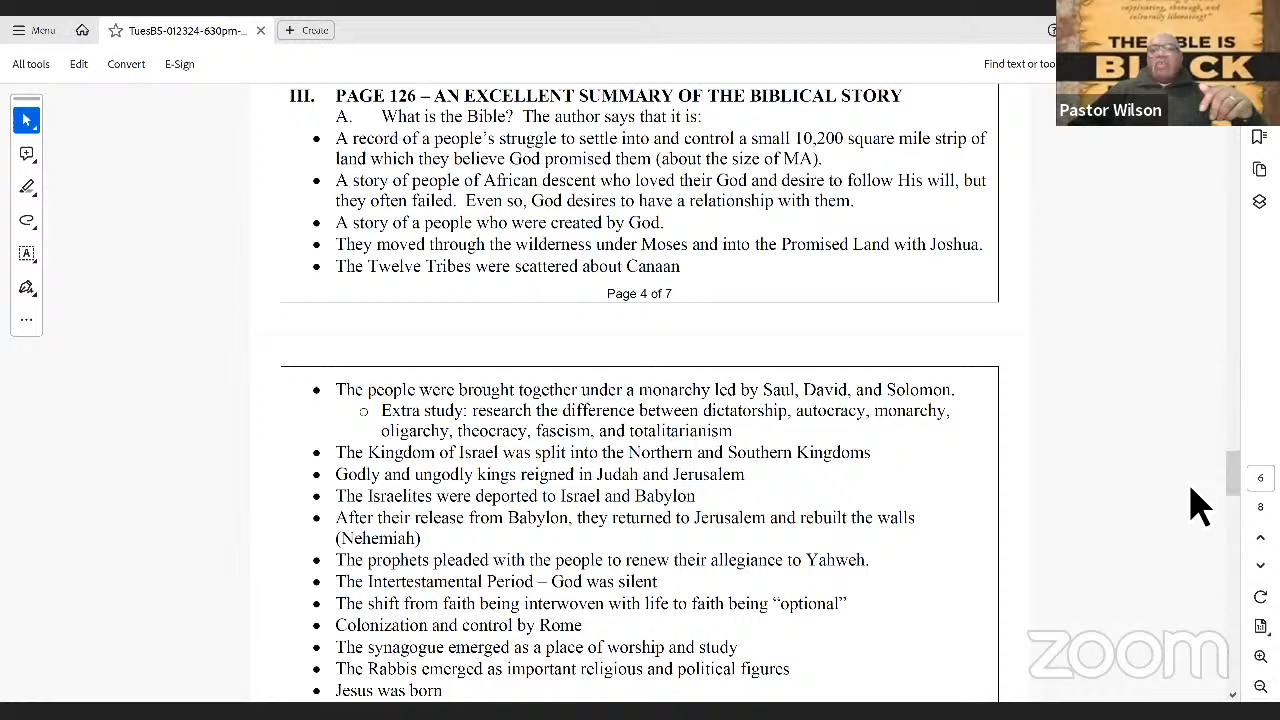 Menu
TuesBS-012324-630pm-...
Create
All tools
Edit
Convert
E-Sign
Find text or too
captivating, thorough, and
culturally liberating!"
THE BIBLE IS
BLACK
Pastor Wilson
III. PAGE 126 – AN EXCELLENT SUMMARY OF THE BIBLICAL STORY
A. What is the Bible? The author says that it is:
• A record of a people's struggle to settle into and control a small 10,200 square mile strip of
land which they believe God promised them (about the size of MA).
• A story of people of African descent who loved their God and desire to follow His will, but
they often failed. Even so, God desires to have a relationship with them.
• A story of a people who were created by God.
• They moved through the wilderness under Moses and into the Promised Land with Joshua.
• The Twelve Tribes were scattered about Canaan
Page 4 of 7
• The people were brought together under a monarchy led by Saul, David, and Solomon.
o Extra study: research the difference between dictatorship, autocracy, monarchy,
oligarchy, theocracy, fascism, and totalitarianism
• The Kingdom of Israel was split into the Northern and Southern Kingdoms
• Godly and ungodly kings reigned in Judah and Jerusalem
• The Israelites were deported to Israel and Babylon
• After their release from Babylon, they returned to Jerusalem and rebuilt the walls
(Nehemiah)
• The prophets pleaded with the people to renew their allegiance to Yahweh.
• The Intertestamental Period – God was silent
• The shift from faith being interwoven with life to faith being “optional”
• Colonization and control by Rome
• The synagogue emerged as a place of worship and study
• The Rabbis emerged as important religious and political figures
• Jesus was born
6
8
zoom